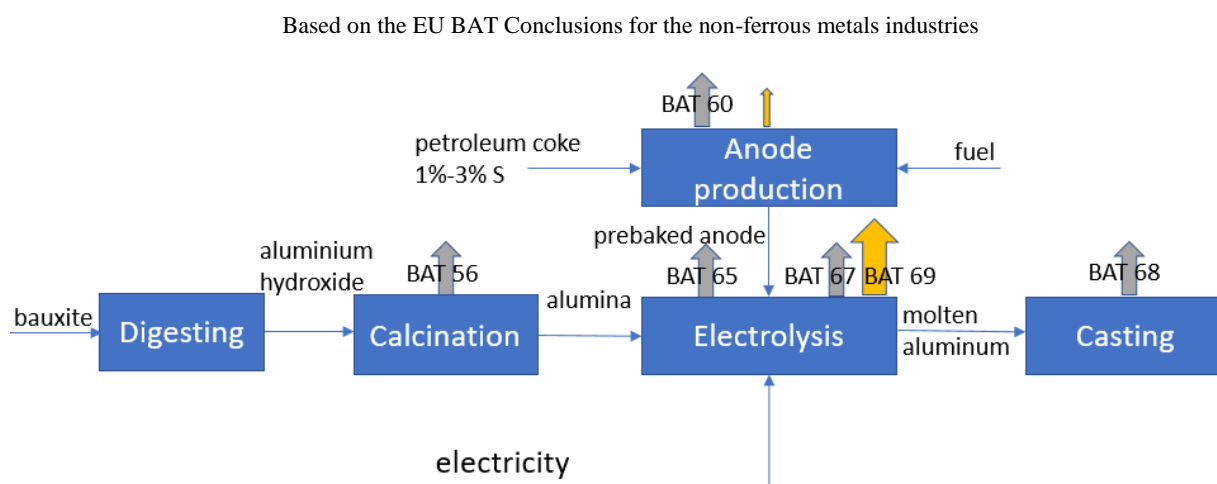 Based on the EU BAT Conclusions for the non-ferrous metals industries
BAT 60
petroleum coke
1%-3% S
Anode
production
fuel
prebaked anode
aluminium
hydroxide
BAT 56
BAT 65
BAT 67
BAT 69
BAT 68
bauxite
Digesting
Calcination
alumina
Electrolysis
molten
aluminum
Casting
electricity